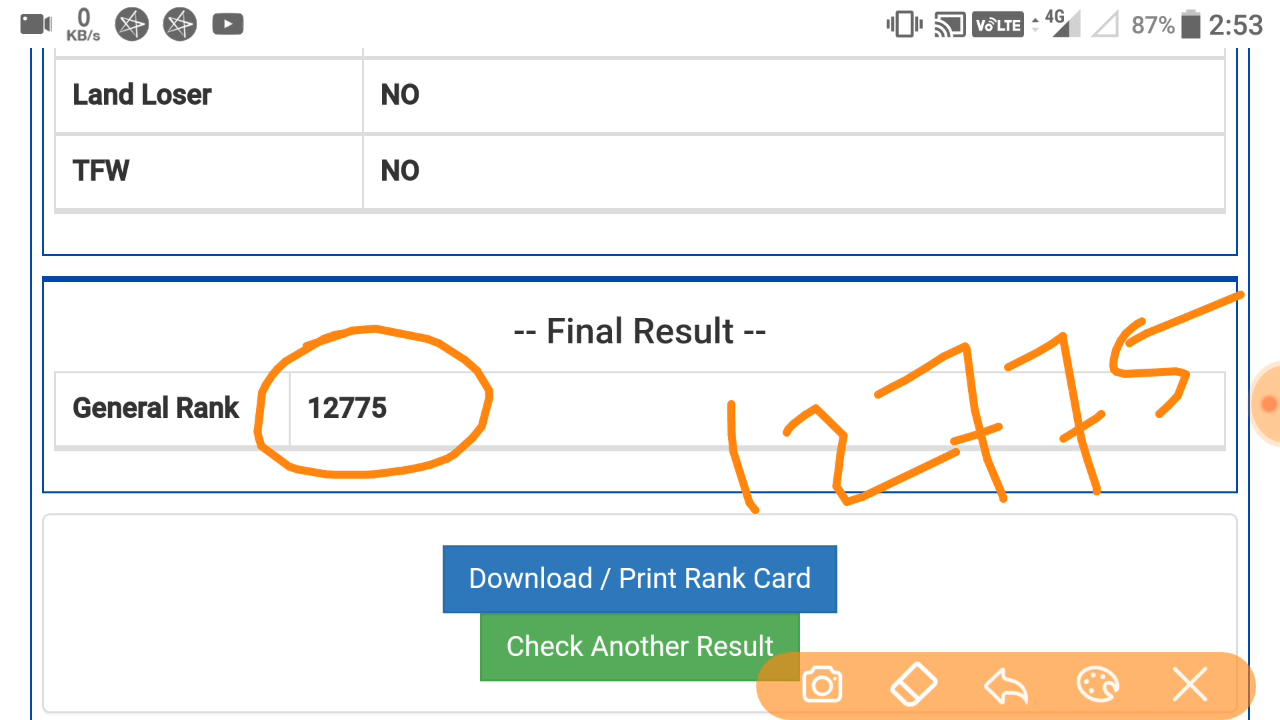 0 KB/s VoLTE 4G 87% 2:53
Land Loser NO
TFW NO
-- Final Result --
General Rank 12775
12775
Download / Print Rank Card
Check Another Result